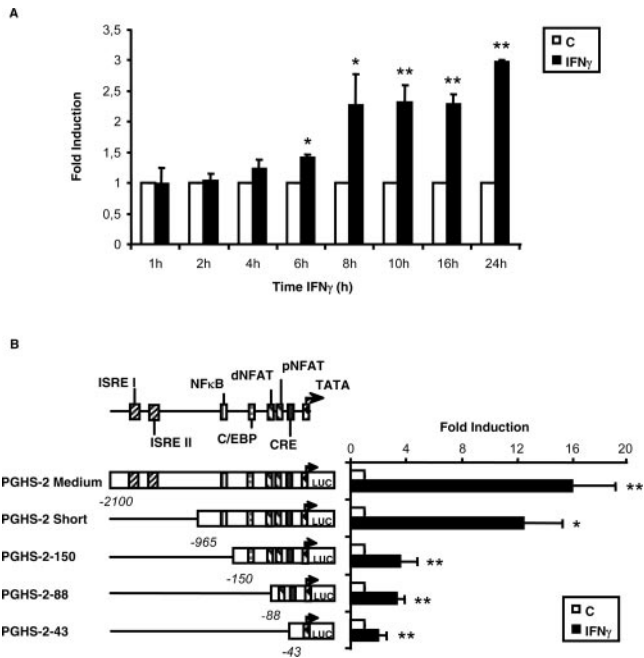 A
Fold Induction
3,5
3
2,5
2
1,5
1
0,5
0
* * ** ** **
1h 2h 4h 6h 8h 10h 16h 24h
Time IFNγ (h)
C
IFNγ
B
ISRE I
ISRE II
NFκB
C/EBP
dNFAT
pNFAT
CRE
TATA
Fold Induction
0 4 8 12 16 20
PGHS-2 Medium LUC **
-2100
PGHS-2 Short LUC *
-965
PGHS-2-150 LUC **
-150
PGHS-2-88 LUC **
-88
PGHS-2-43 LUC **
-43
C
IFNγ